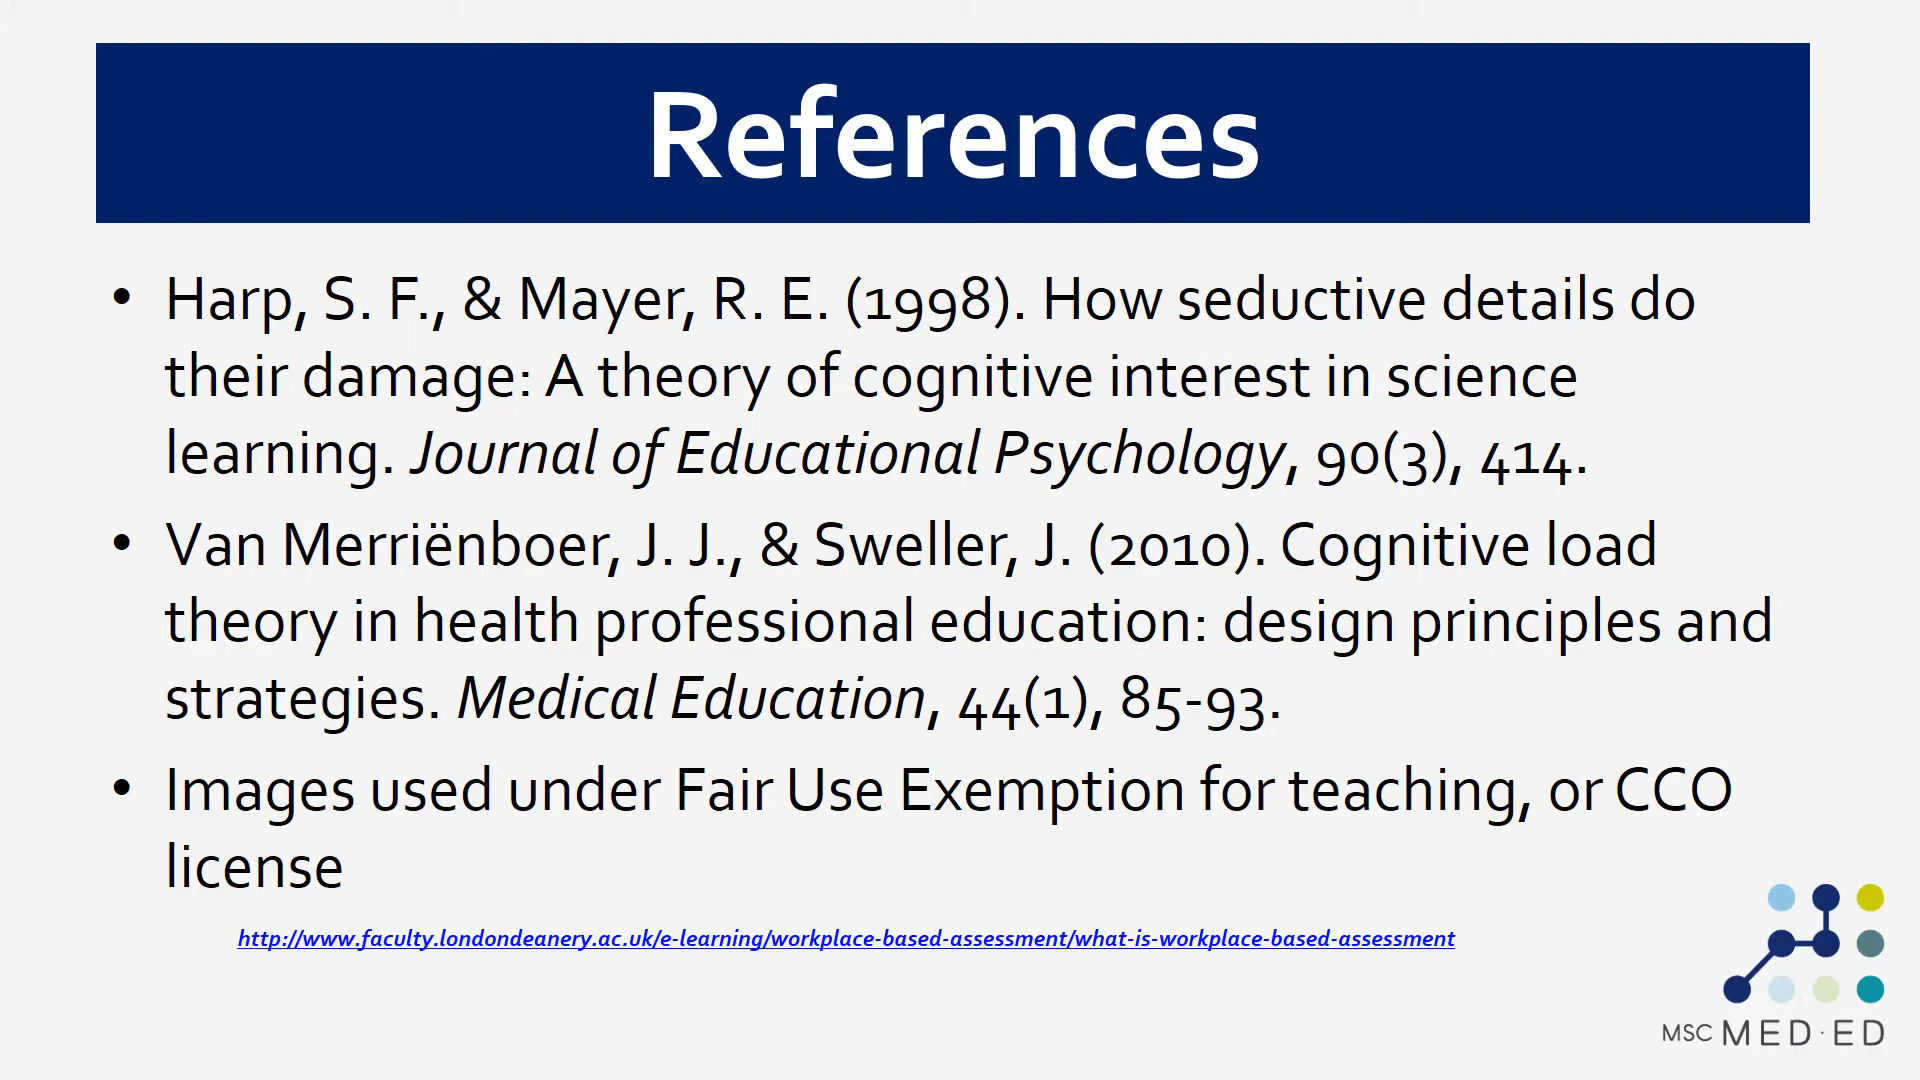 References
• Harp, S. F., & Mayer, R. E. (1998). How seductive details do
their damage: A theory of cognitive interest in science
learning. Journal of Educational Psychology, 90(3), 414.
• Van Merriënboer, J. J., & Sweller, J. (2010). Cognitive load
theory in health professional education: design principles and
strategies. Medical Education, 44(1), 85-93.
• Images used under Fair Use Exemption for teaching, or CCO
license
http://www.faculty.londondeanery.ac.uk/e-learning/workplace-based-assessment/what-is-workplace-based-assessment
MSC MED·ED